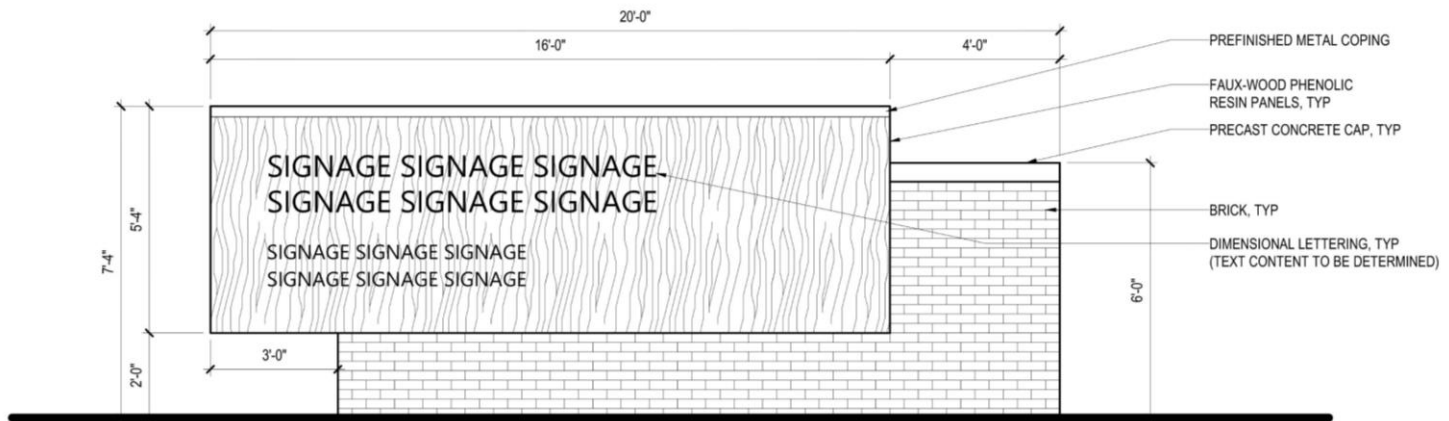 20'-0"
16'-0"
4'-0"
PREFINISHED METAL COPING
FAUX-WOOD PHENOLIC
RESIN PANELS, TYP
PRECAST CONCRETE CAP, TYP
SIGNAGE SIGNAGE SIGNAGE
SIGNAGE SIGNAGE SIGNAGE
SIGNAGE SIGNAGE SIGNAGE
SIGNAGE SIGNAGE SIGNAGE
BRICK, TYP
DIMENSIONAL LETTERING, TYP
(TEXT CONTENT TO BE DETERMINED)
7'-4"
5'-4"
6'-0"
3'-0"
2'-0"